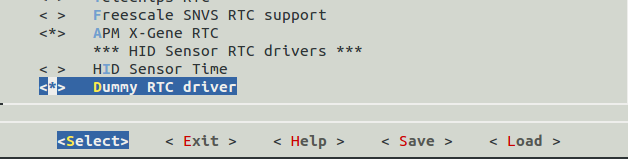 < > Freescale SNVS RTC support
<*> APM X-Gene RTC
*** HID Sensor RTC drivers ***
< > HID Sensor Time
<*> Dummy RTC driver
<Select> < Exit > < Help > < Save > < Load >